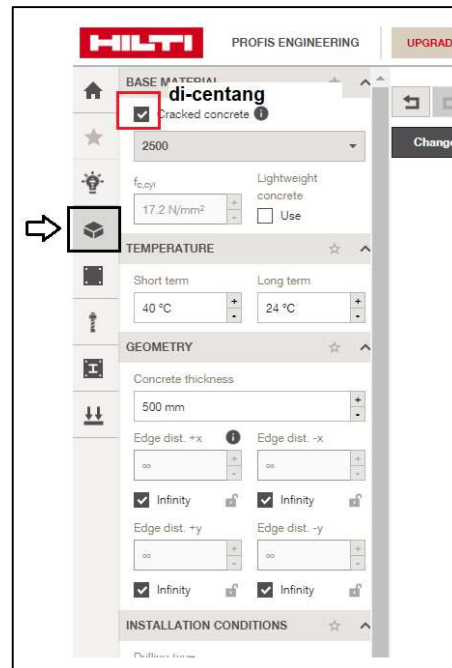 HILTI PROFIS ENGINEERING UPGRAD
BASE MATERIAL
di-centang
Cracked concrete
2500
fc,cyl Lightweight concrete
17.2 N/mm² Use
TEMPERATURE
Short term Long term
40 °C 24 °C
GEOMETRY
Concrete thickness
500 mm
Edge dist. +x Edge dist. -x
∞ ∞
Infinity Infinity
Edge dist. +y Edge dist. -y
∞ ∞
Infinity Infinity
INSTALLATION CONDITIONS
Change